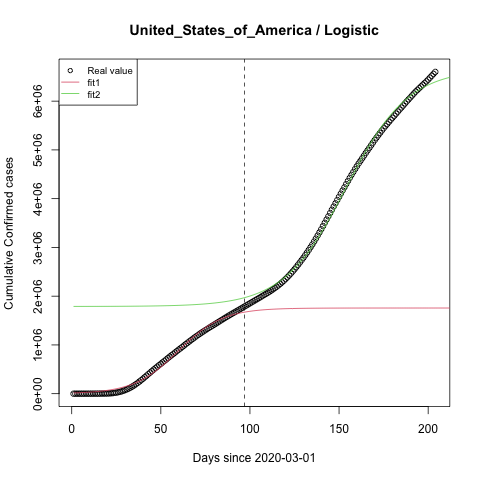 United_States_of_America / Logistic
Real value
fit1
fit2
Cumulative Confirmed cases
6e+06
5e+06
4e+06
3e+06
2e+06
1e+06
0e+00
0 50 100 150 200
Days since 2020-03-01